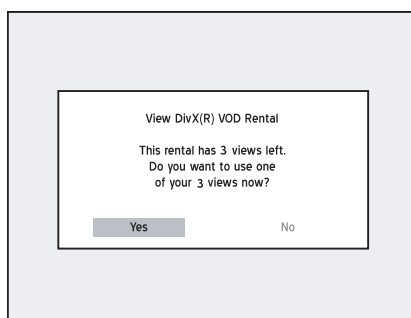 View DivX(R) VOD Rental
This rental has 3 views left.
Do you want to use one
of your 3 views now?
Yes No